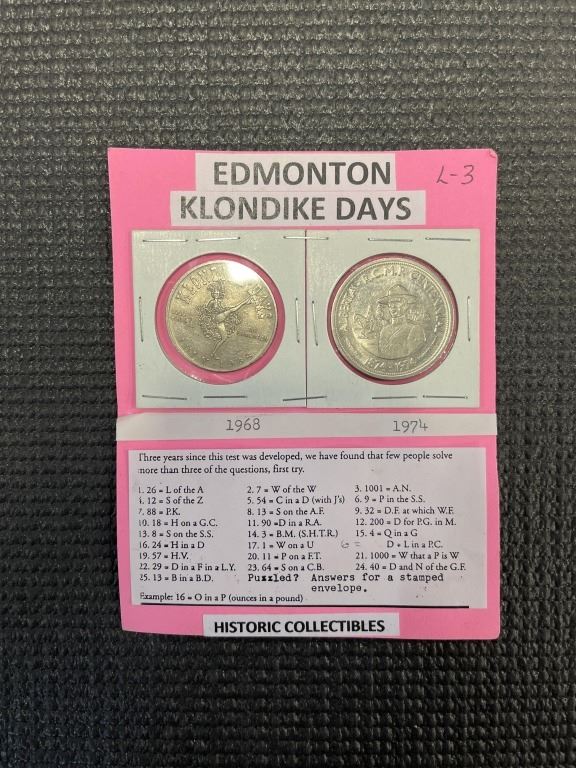 EDMONTON
L-3
KLONDIKE DAYS
KLONDIKE DAYS
R.C.M.P. CENTENNIAL
1874-1974
1968
1974
Three years since this test was developed, we have found that few people solve
more than three of the questions, first try.
1. 26 = L of the A 2. 7 = W of the W 3. 1001 = A.N.
4. 12 = S of the Z 5. 54 = C in a D (with J's) 6. 9 = P in the S.S.
7. 88 = P.K. 8. 13 = S on the A.F. 9. 32 = D.F. at which W.F.
10. 18 = H on a G.C. 11. 90 =D in a R.A. 12. 200 = D for P.G. in M.
13. 8 = S on the S.S. 14. 3 = B.M. (S.H.T.R.) 15. 4 = Q in a G
16. 24 = H in a D 17. 1 = W on a U 6 = D + L in a P.C.
19. 57 = H.V. 20. 11 = P on a F.T. 21. 1000 = W that a P is W
22. 29 = D in a F in a L.Y. 23. 64 = S on a C.B. 24. 40 = D and N of the G.F.
25. 13 = B in a B.D. Puzzled? Answers for a stamped
envelope.
Example: 16 = O in a P (ounces in a pound)
HISTORIC COLLECTIBLES